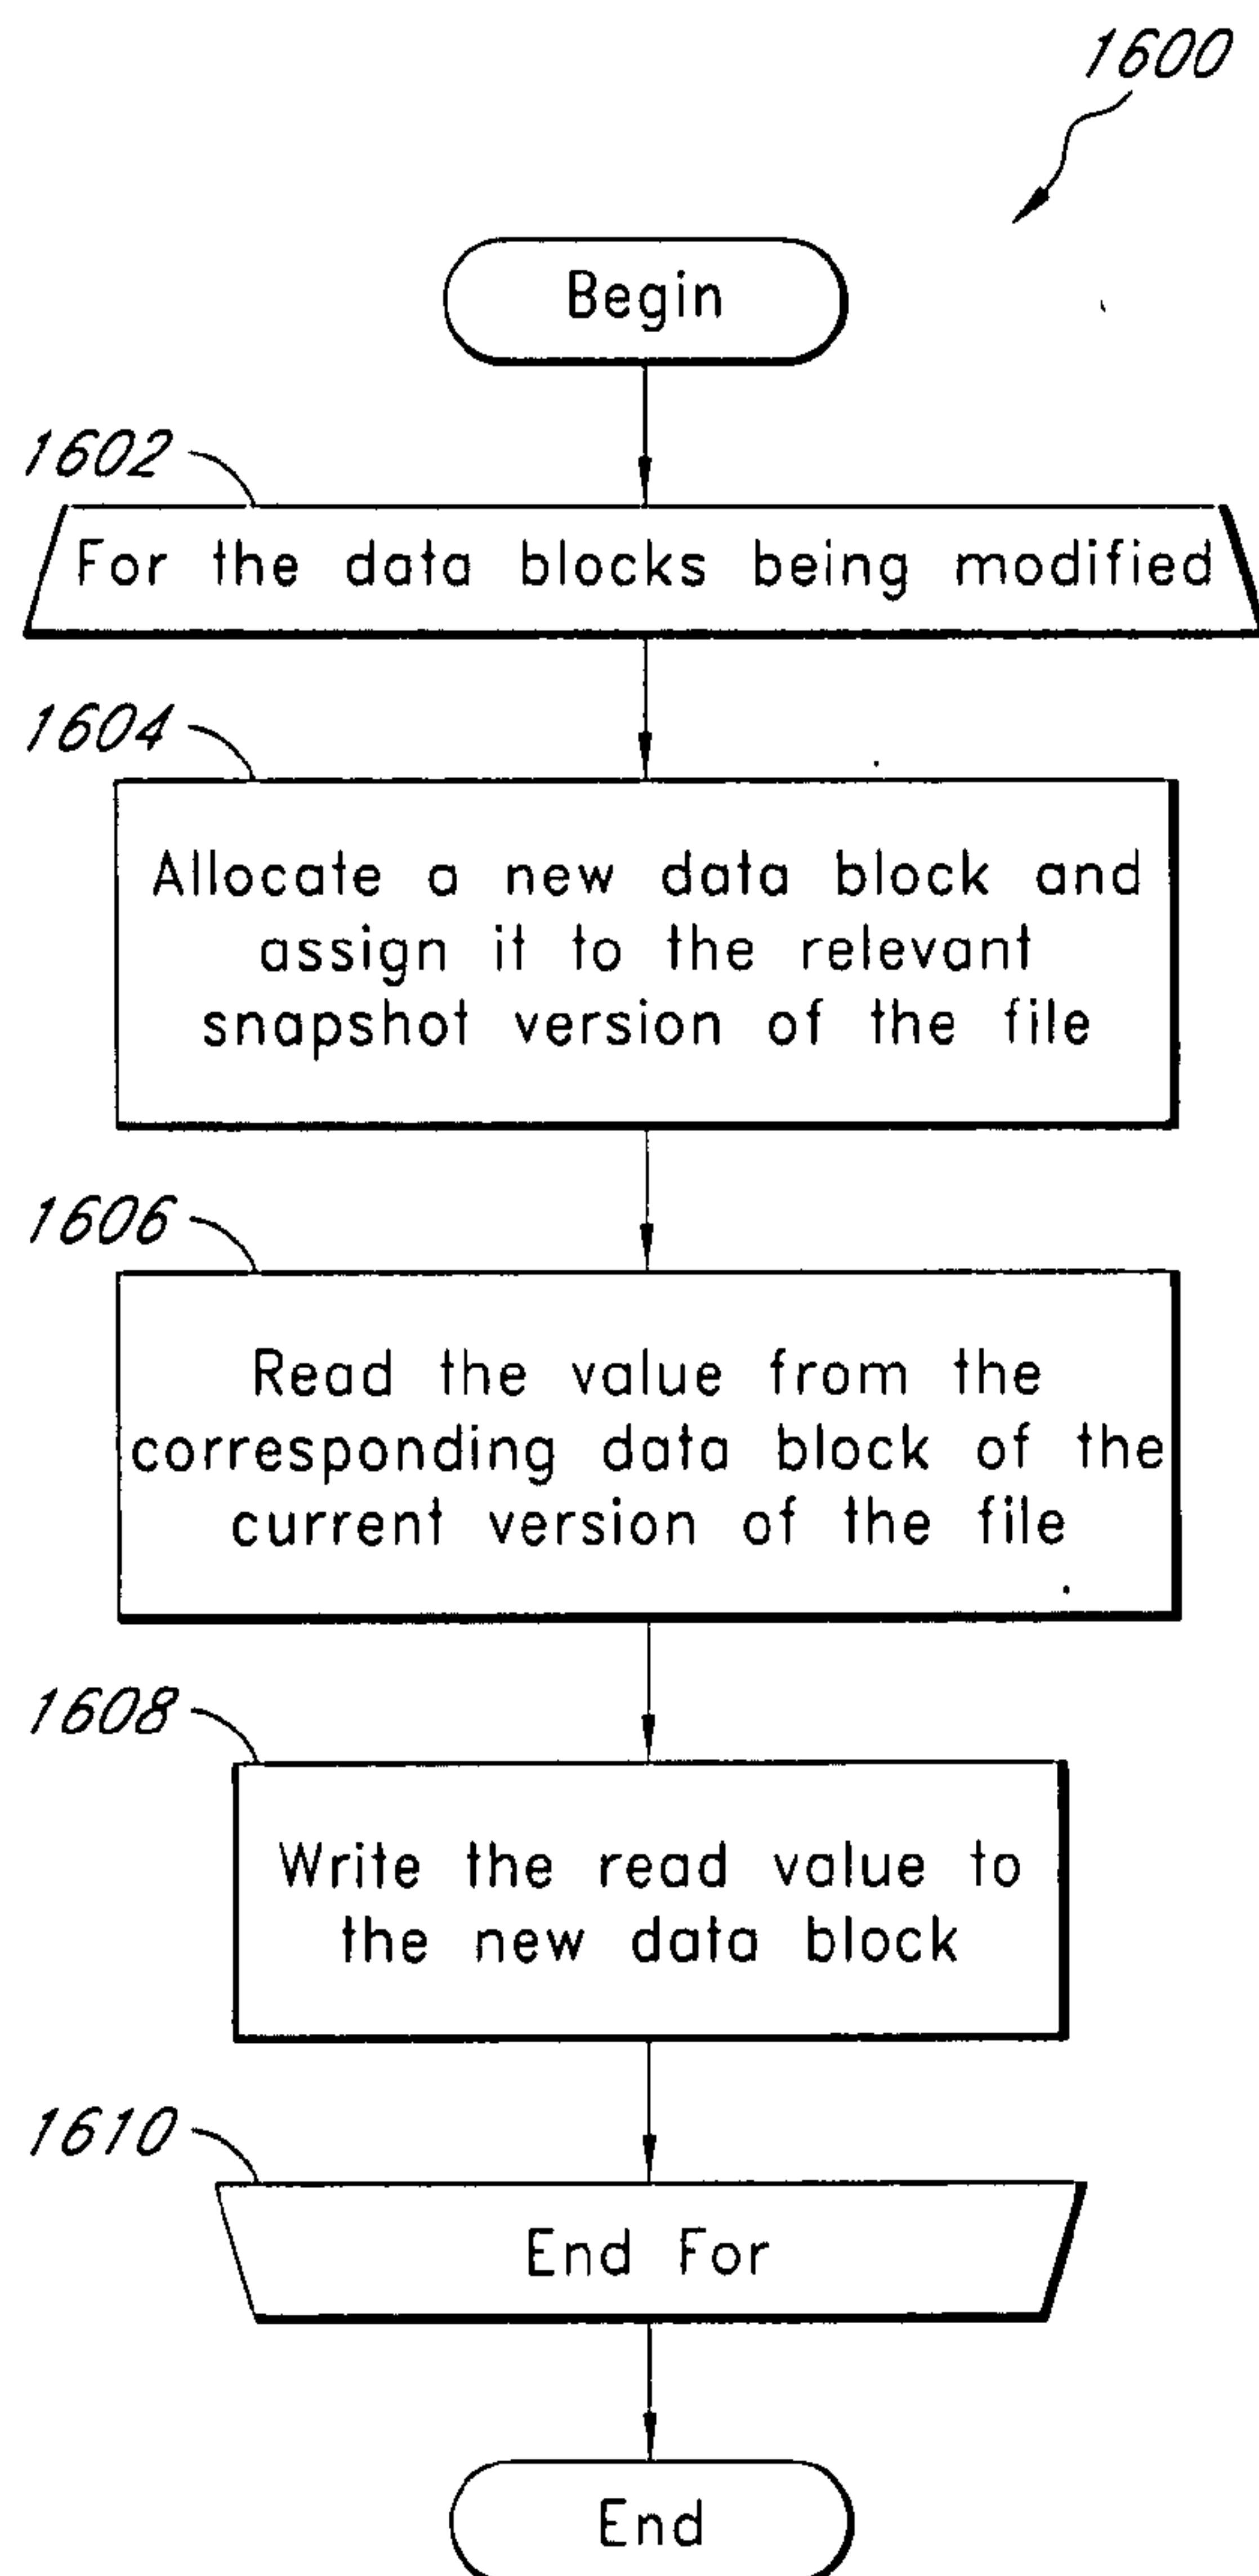 1600
Begin
1602
For the data blocks being modified
1604
Allocate a new data block and
assign it to the relevant
snapshot version of the file
1606
Read the value from the
corresponding data block of the
current version of the file
1608
Write the read value to
the new data block
1610
End For
End